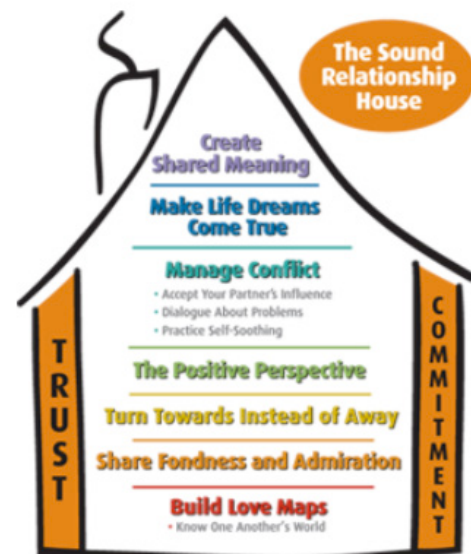 The Sound
Relationship
House
Create
Shared Meaning
Make Life Dreams
Come True
Manage Conflict
• Accept Your Partner's Influence
• Dialogue About Problems
• Practice Self-Soothing
The Positive Perspective
Turn Towards Instead of Away
Share Fondness and Admiration
Build Love Maps
• Know One Another's World
TRUST
COMMITMENT